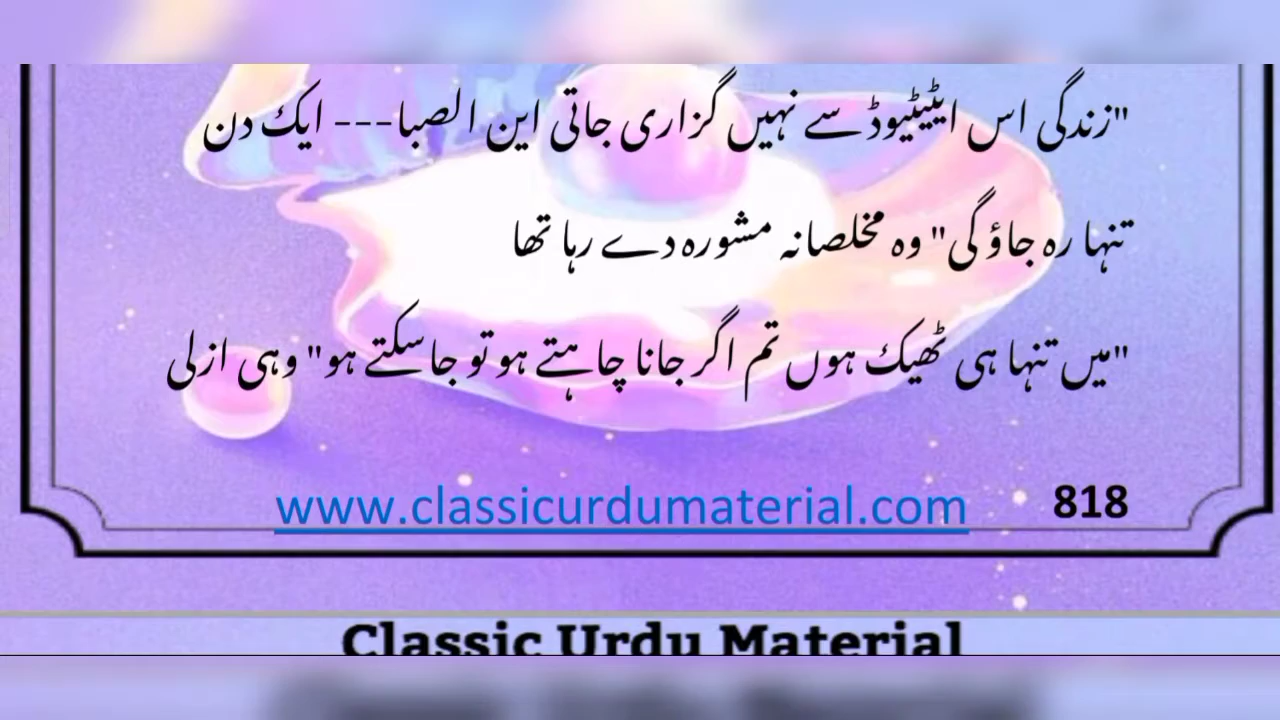 "زندگی اس ایٹیٹیوڈ سے نہیں گزاری جاتی این الصبا--- ایک دن
تنہا رہ جاؤ گی" وہ مخلصانہ مشورہ دے رہا تھا
"میں تنہا ہی ٹھیک ہوں تم اگر جانا چاہتے ہو تو جا سکتے ہو" وہی ازلی
www.classicurdumaterial.com 818
Classic Urdu Material